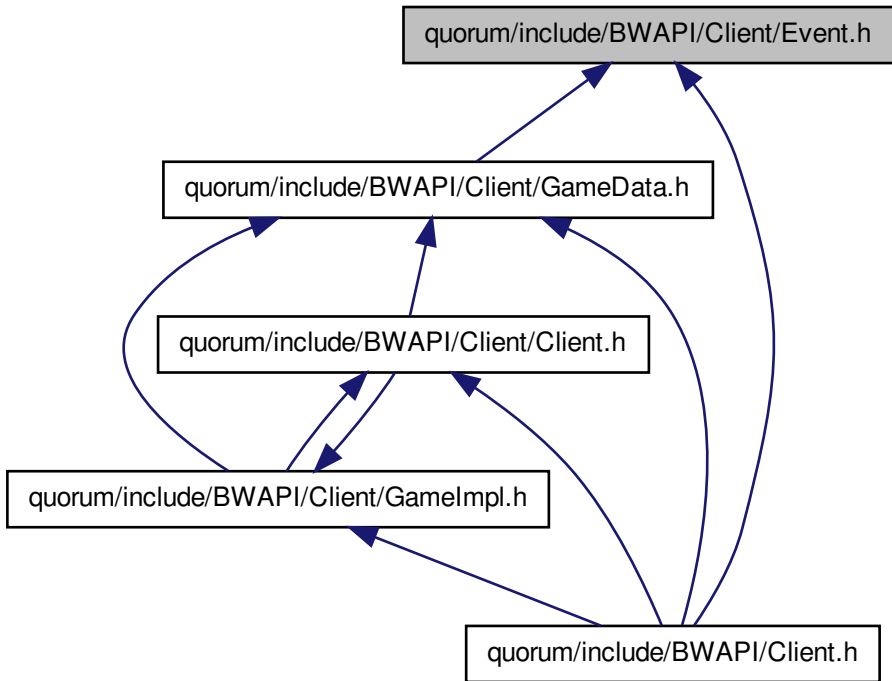 quorum/include/BWAPI/Client/Event.h
quorum/include/BWAPI/Client/GameData.h
quorum/include/BWAPI/Client/Client.h
quorum/include/BWAPI/Client/GameImpl.h
quorum/include/BWAPI/Client.h